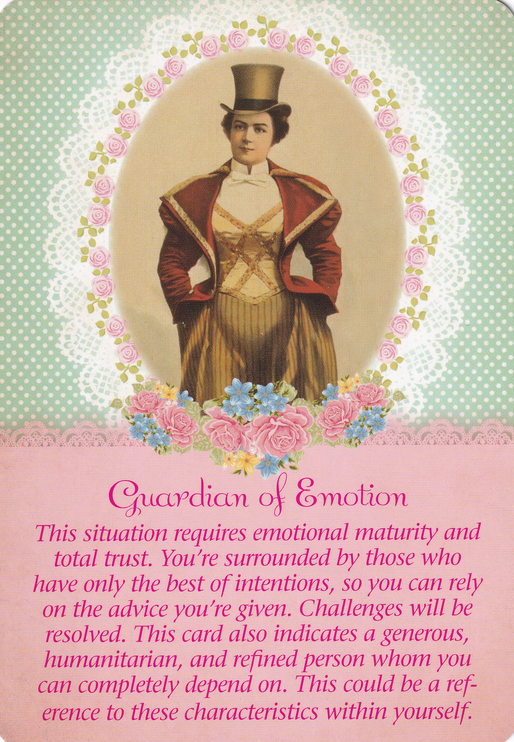 Guardian of Emotion
This situation requires emotional maturity and
total trust. You're surrounded by those who
have only the best of intentions, so you can rely
on the advice you're given. Challenges will be
resolved. This card also indicates a generous,
humanitarian, and refined person whom you
can completely depend on. This could be a ref-
erence to these characteristics within yourself.